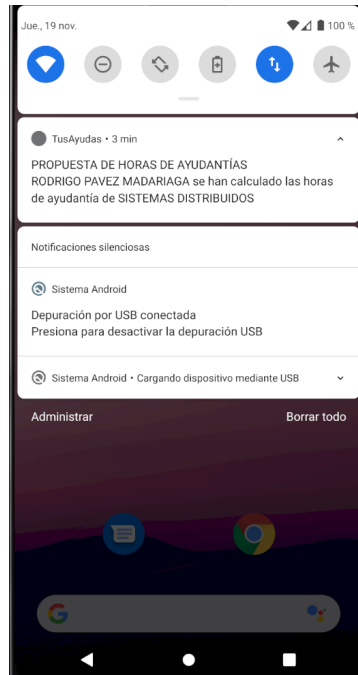 Jue., 19 nov. 100 %
TusAyudas • 3 min
PROPUESTA DE HORAS DE AYUDANTÍAS
RODRIGO PAVEZ MADARIAGA se han calculado las horas
de ayudantía de SISTEMAS DISTRIBUIDOS
Notificaciones silenciosas
Sistema Android
Depuración por USB conectada
Presiona para desactivar la depuración USB
Sistema Android • Cargando dispositivo mediante USB
Administrar Borrar todo
G